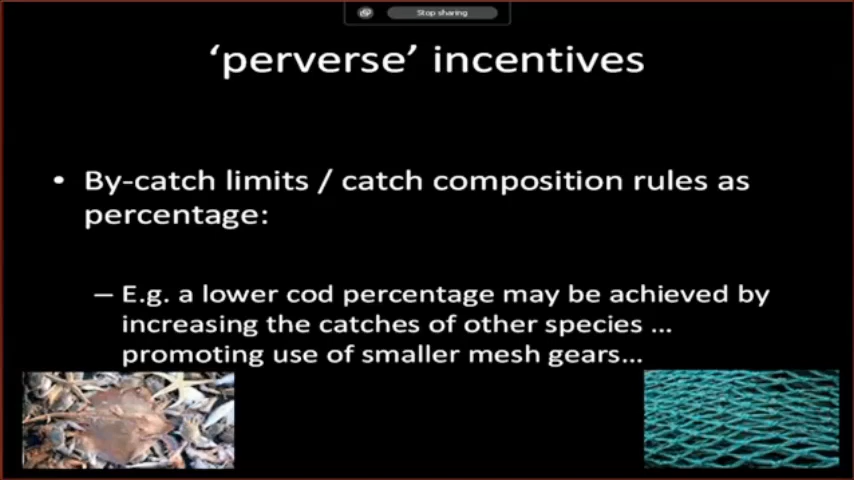 Stop sharing
‘perverse’ incentives
• By-catch limits / catch composition rules as
percentage:
– E.g. a lower cod percentage may be achieved by
increasing the catches of other species ...
promoting use of smaller mesh gears...